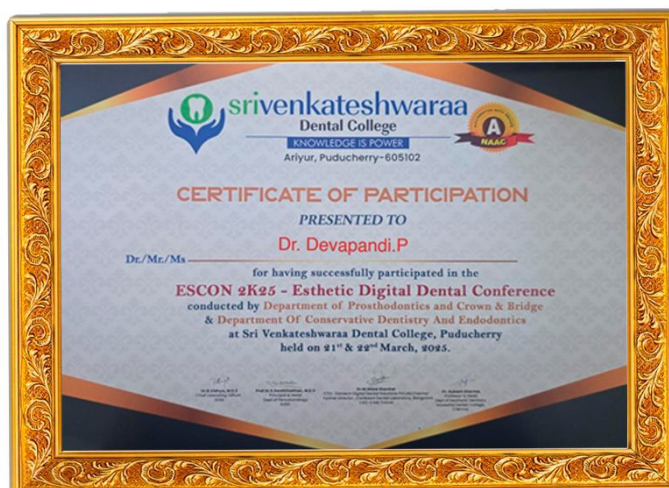 srivenkateshwaraa
Dental College
KNOWLEDGE IS POWER
Ariyur, Puducherry-605102
A
NAAC
CERTIFICATE OF PARTICIPATION
PRESENTED TO
Dr. Devapandi.P
Dr./Mr./Ms
for having successfully participated in the
ESCON 2K25 - Esthetic Digital Dental Conference
conducted by Department of Prosthodontics and Crown & Bridge
& Department Of Conservative Dentistry And Endodontics
at Sri Venkateshwaraa Dental College, Puducherry
held on 21st & 22nd March, 2025.